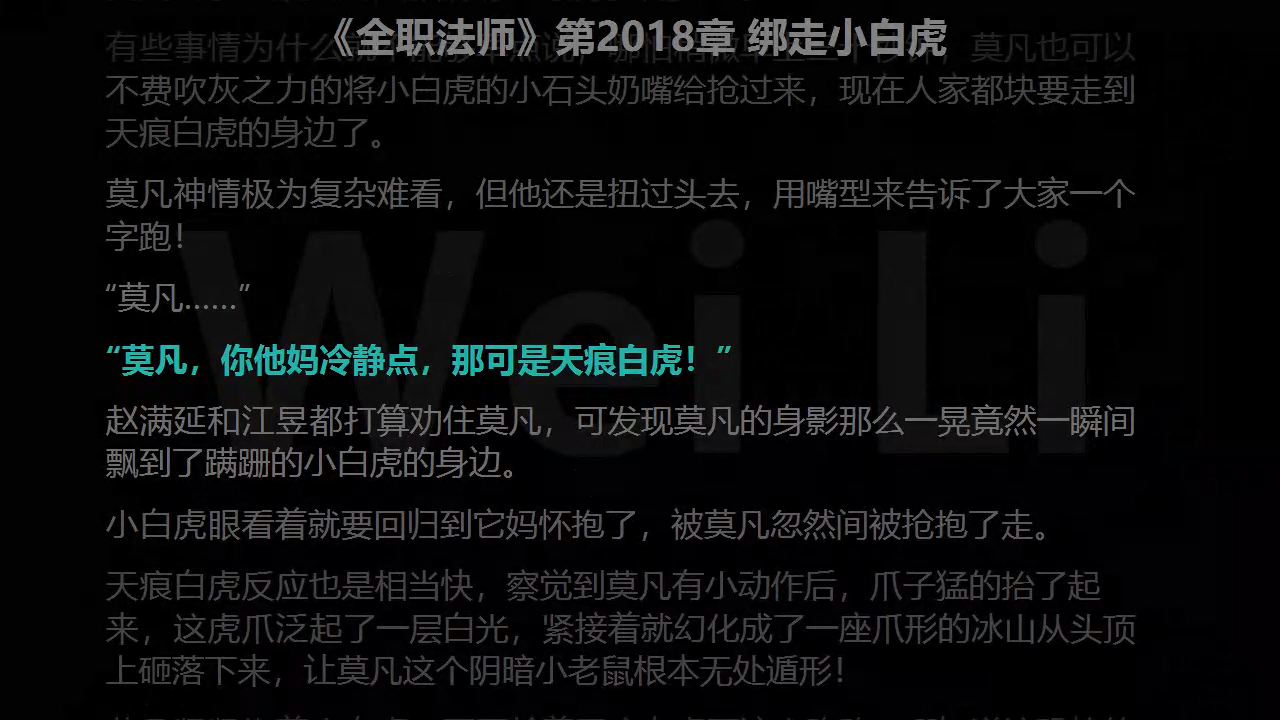 《全职法师》第2018章 绑走小白虎
有些事情为什么
莫凡也可以
不费吹灰之力的将小白虎的小石头奶嘴给抢过来，现在人家都块要走到
天痕白虎的身边了。
莫凡神情极为复杂难看，但他还是扭过头去，用嘴型来告诉了大家一个
字跑！
“莫凡……”
“莫凡，你他妈冷静点，那可是天痕白虎！”
赵满延和江昱都打算劝住莫凡，可发现莫凡的身影那么一晃竟然一瞬间
飘到了蹒跚的小白虎的身边。
小白虎眼看着就要回归到它妈怀抱了，被莫凡忽然间被抢抱了走。
天痕白虎反应也是相当快，察觉到莫凡有小动作后，爪子猛的抬了起
来，这虎爪泛起了一层白光，紧接着就幻化成了一座爪形的冰山从头顶
上砸落下来，让莫凡这个阴暗小老鼠根本无处遁形！
Wei Li